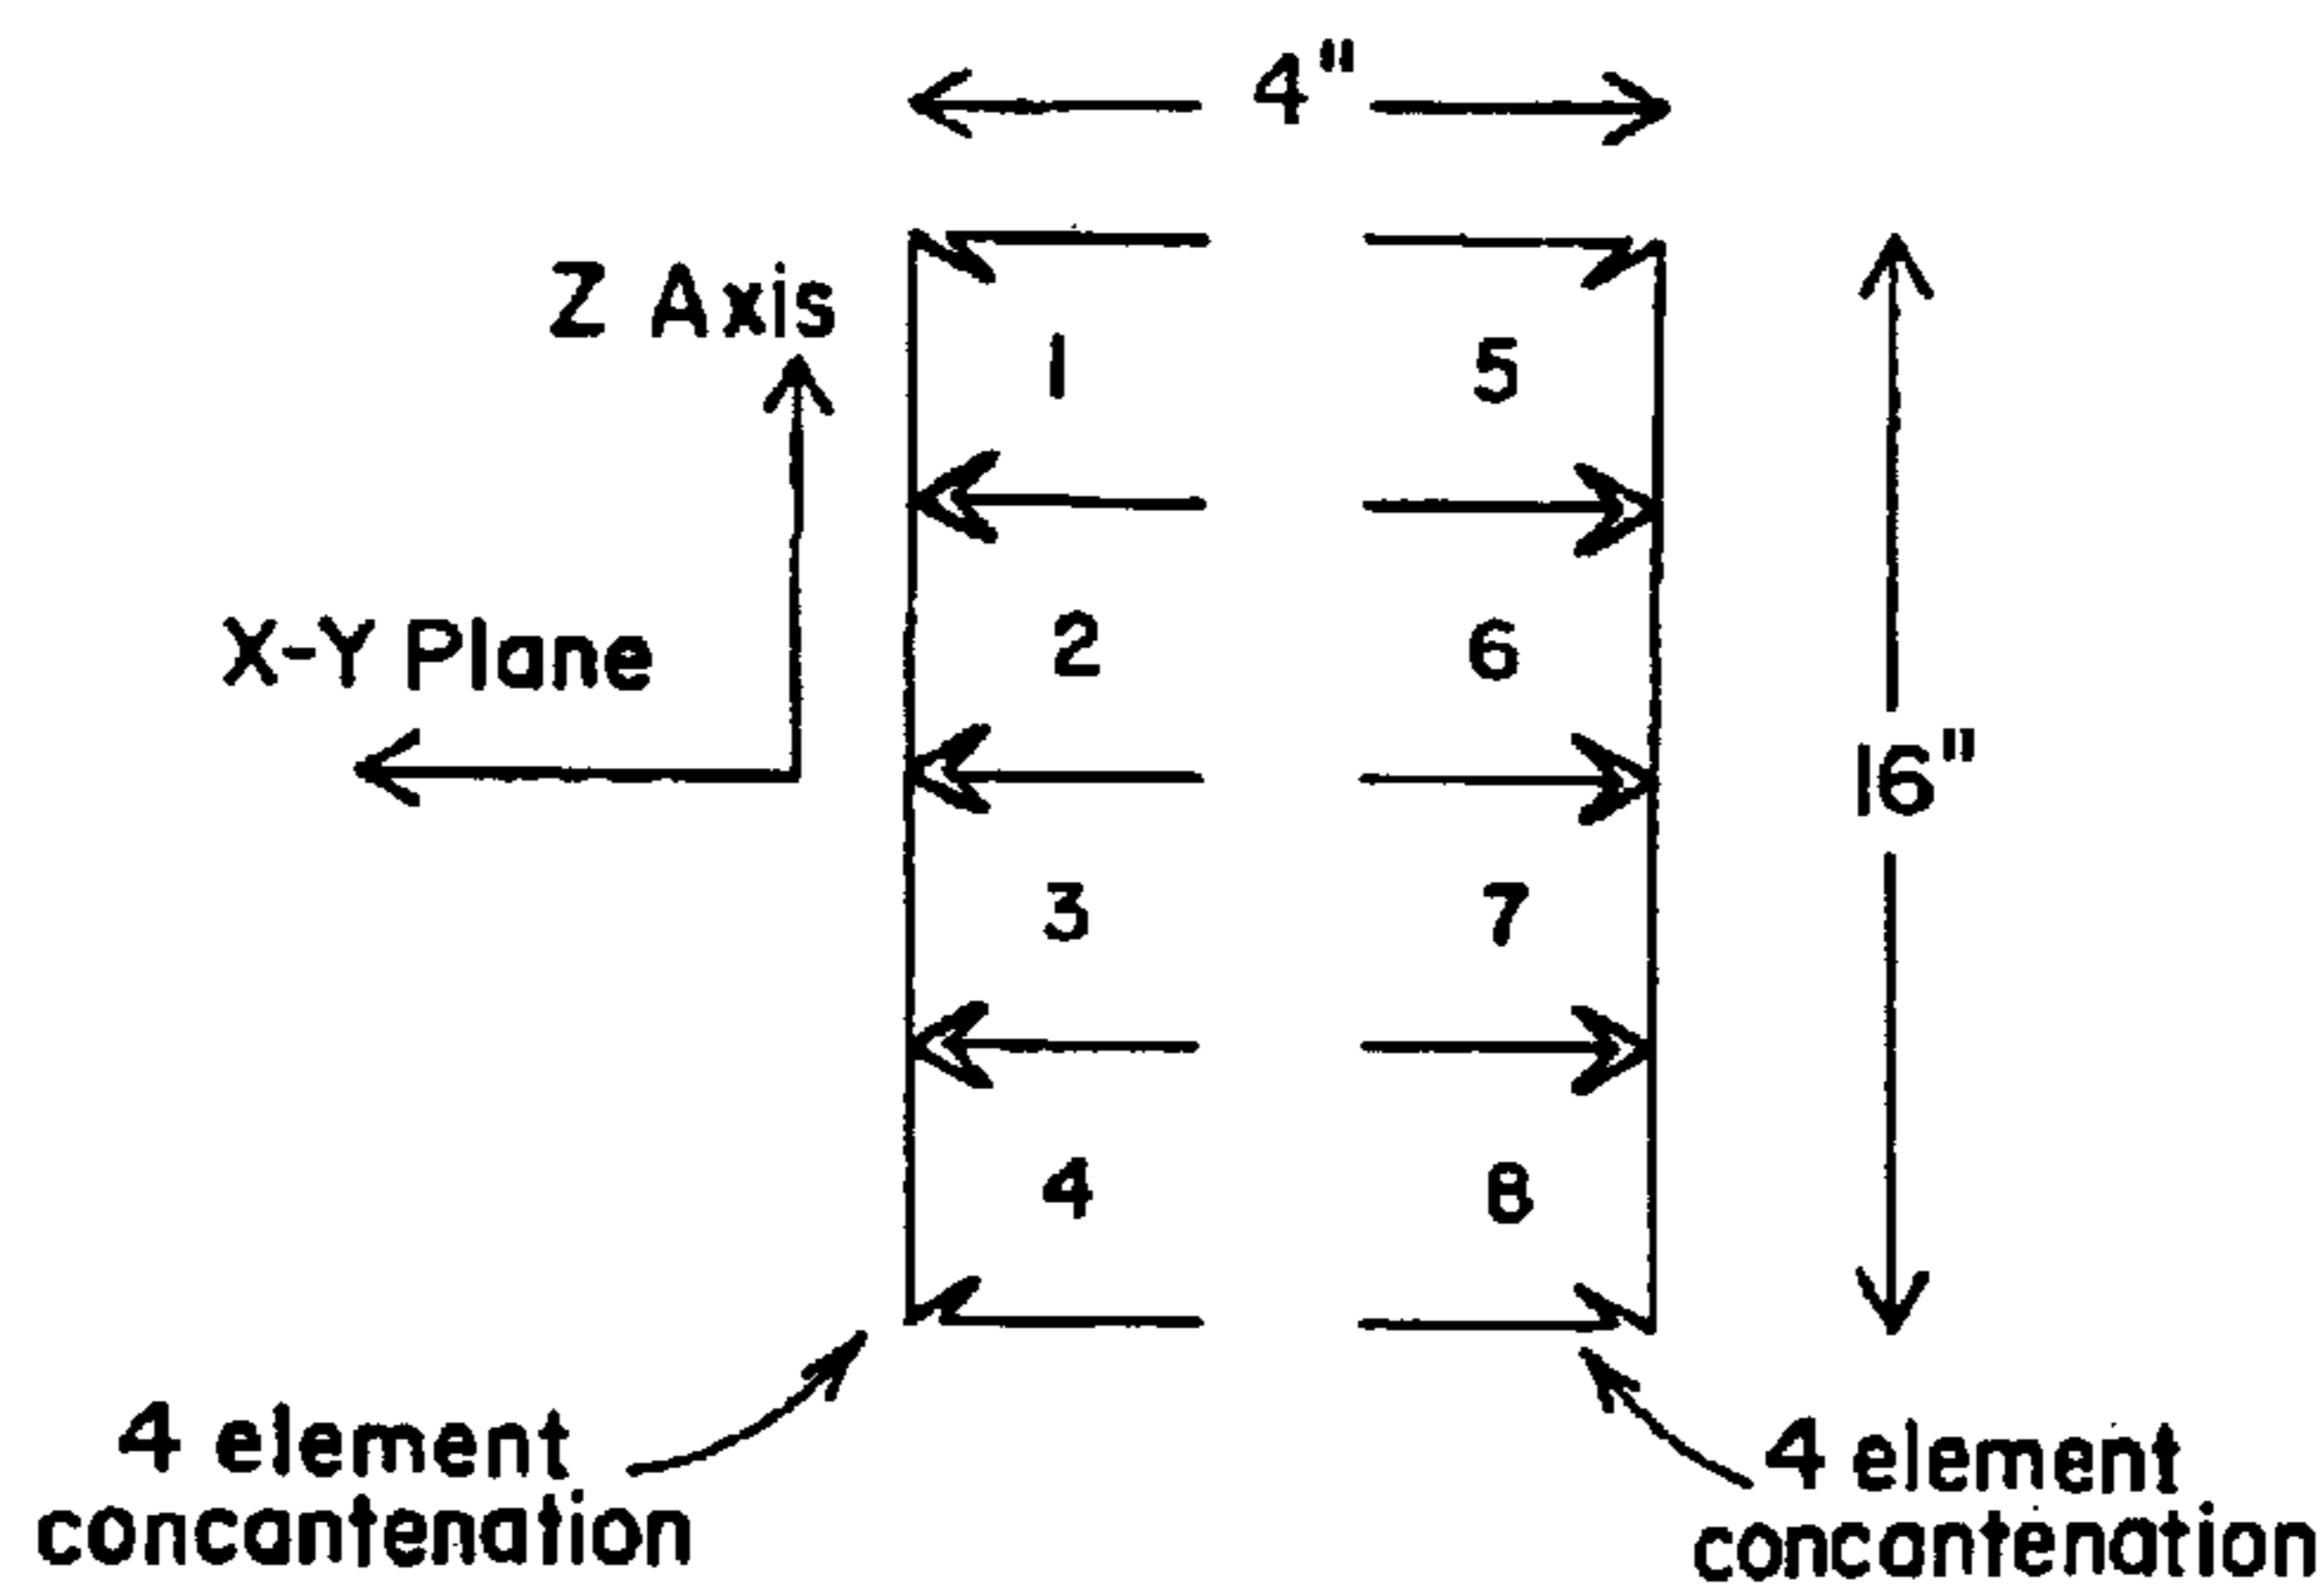 4"
Z Axis
1
5
X-Y Plane
2
6
16"
3
7
4
8
4 element
concantenation
4 element
concantenation